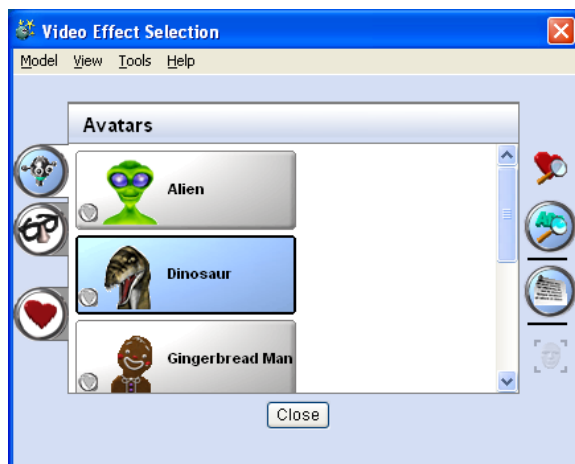 Video Effect Selection
Model View Tools Help
Avatars
Alien
Dinosaur
Gingerbread Man
Close